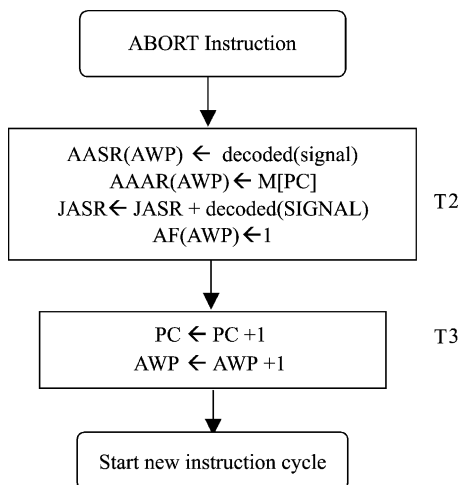 ABORT Instruction
AASR(AWP) ← decoded(signal)
AAAR(AWP) ← M[PC]
JASR ← JASR + decoded(SIGNAL)
AF(AWP) ←1
T2
PC ← PC +1
AWP ← AWP +1
T3
Start new instruction cycle